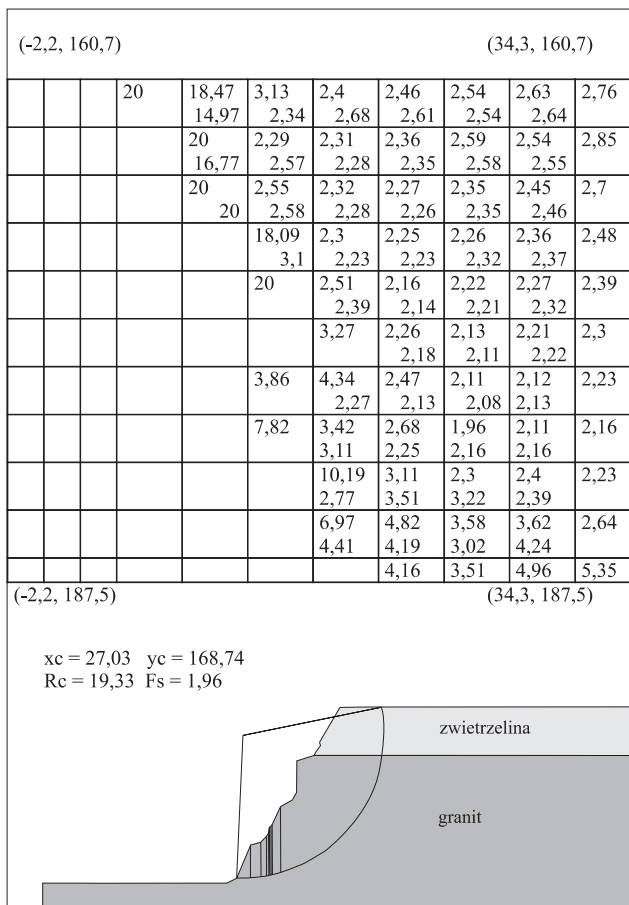 (-2,2, 160,7) (34,3, 160,7)
20 18,47 3,13 2,4 2,46 2,54 2,63 2,76
14,97 2,34 2,68 2,61 2,54 2,64
20 2,29 2,31 2,36 2,59 2,54 2,85
16,77 2,57 2,28 2,35 2,58 2,55
20 2,55 2,32 2,27 2,35 2,45 2,7
20 2,58 2,28 2,26 2,35 2,46
18,09 2,3 2,25 2,26 2,36 2,48
3,1 2,23 2,23 2,32 2,37
20 2,51 2,16 2,22 2,27 2,39
2,39 2,14 2,21 2,32
3,27 2,26 2,13 2,21 2,3
2,18 2,11 2,22
3,86 4,34 2,47 2,11 2,12 2,23
2,27 2,13 2,08 2,13
7,82 3,42 2,68 1,96 2,11 2,16
3,11 2,25 2,16 2,16
10,19 3,11 2,3 2,4 2,23
2,77 3,51 3,22 2,39
6,97 4,82 3,58 3,62 2,64
4,41 4,19 3,02 4,24
4,16 3,51 4,96 5,35
(-2,2, 187,5) (34,3, 187,5)
xc = 27,03 yc = 168,74
Rc = 19,33 Fs = 1,96
zwietrzelina
granit